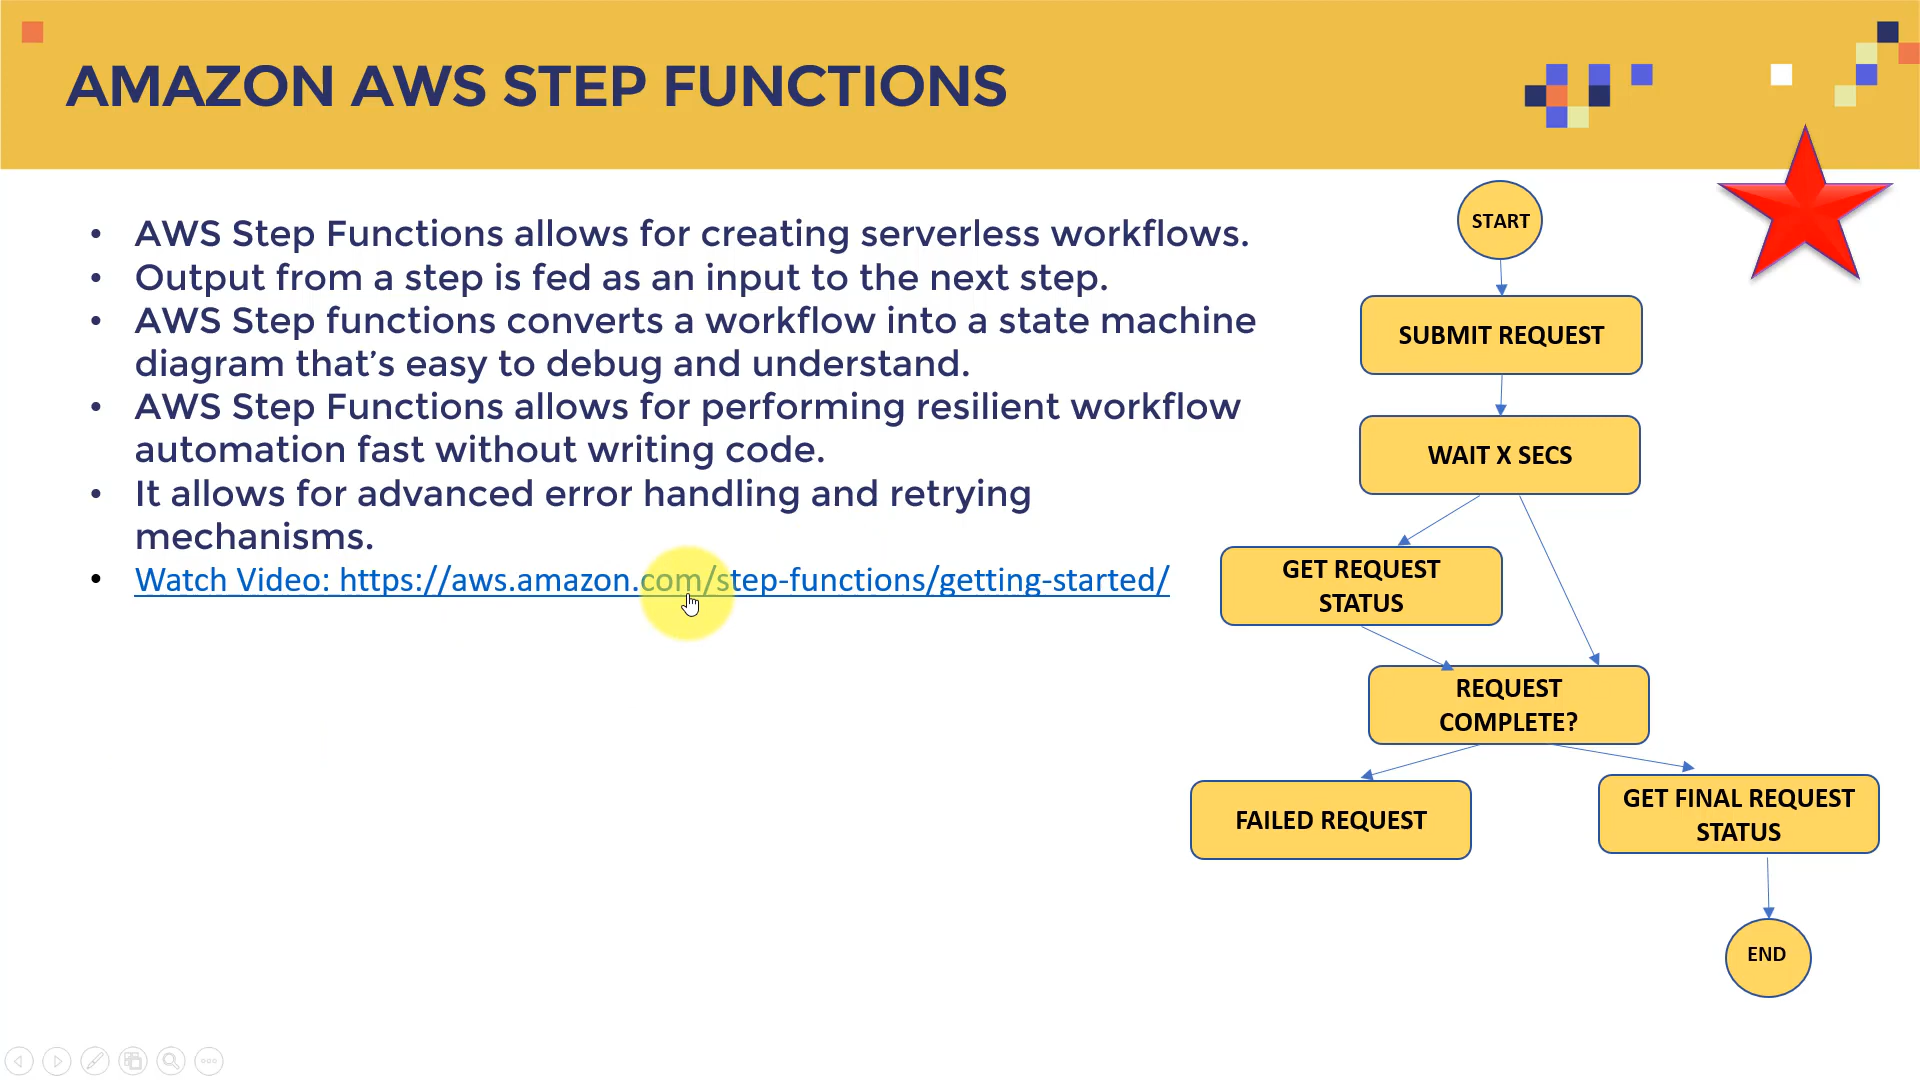 AMAZON AWS STEP FUNCTIONS
• AWS Step Functions allows for creating serverless workflows.
• Output from a step is fed as an input to the next step.
• AWS Step functions converts a workflow into a state machine
diagram that’s easy to debug and understand.
• AWS Step Functions allows for performing resilient workflow
automation fast without writing code.
• It allows for advanced error handling and retrying
mechanisms.
• Watch Video: https://aws.amazon.com/step-functions/getting-started/
START
SUBMIT REQUEST
WAIT X SECS
GET REQUEST
STATUS
REQUEST
COMPLETE?
FAILED REQUEST
GET FINAL REQUEST
STATUS
END